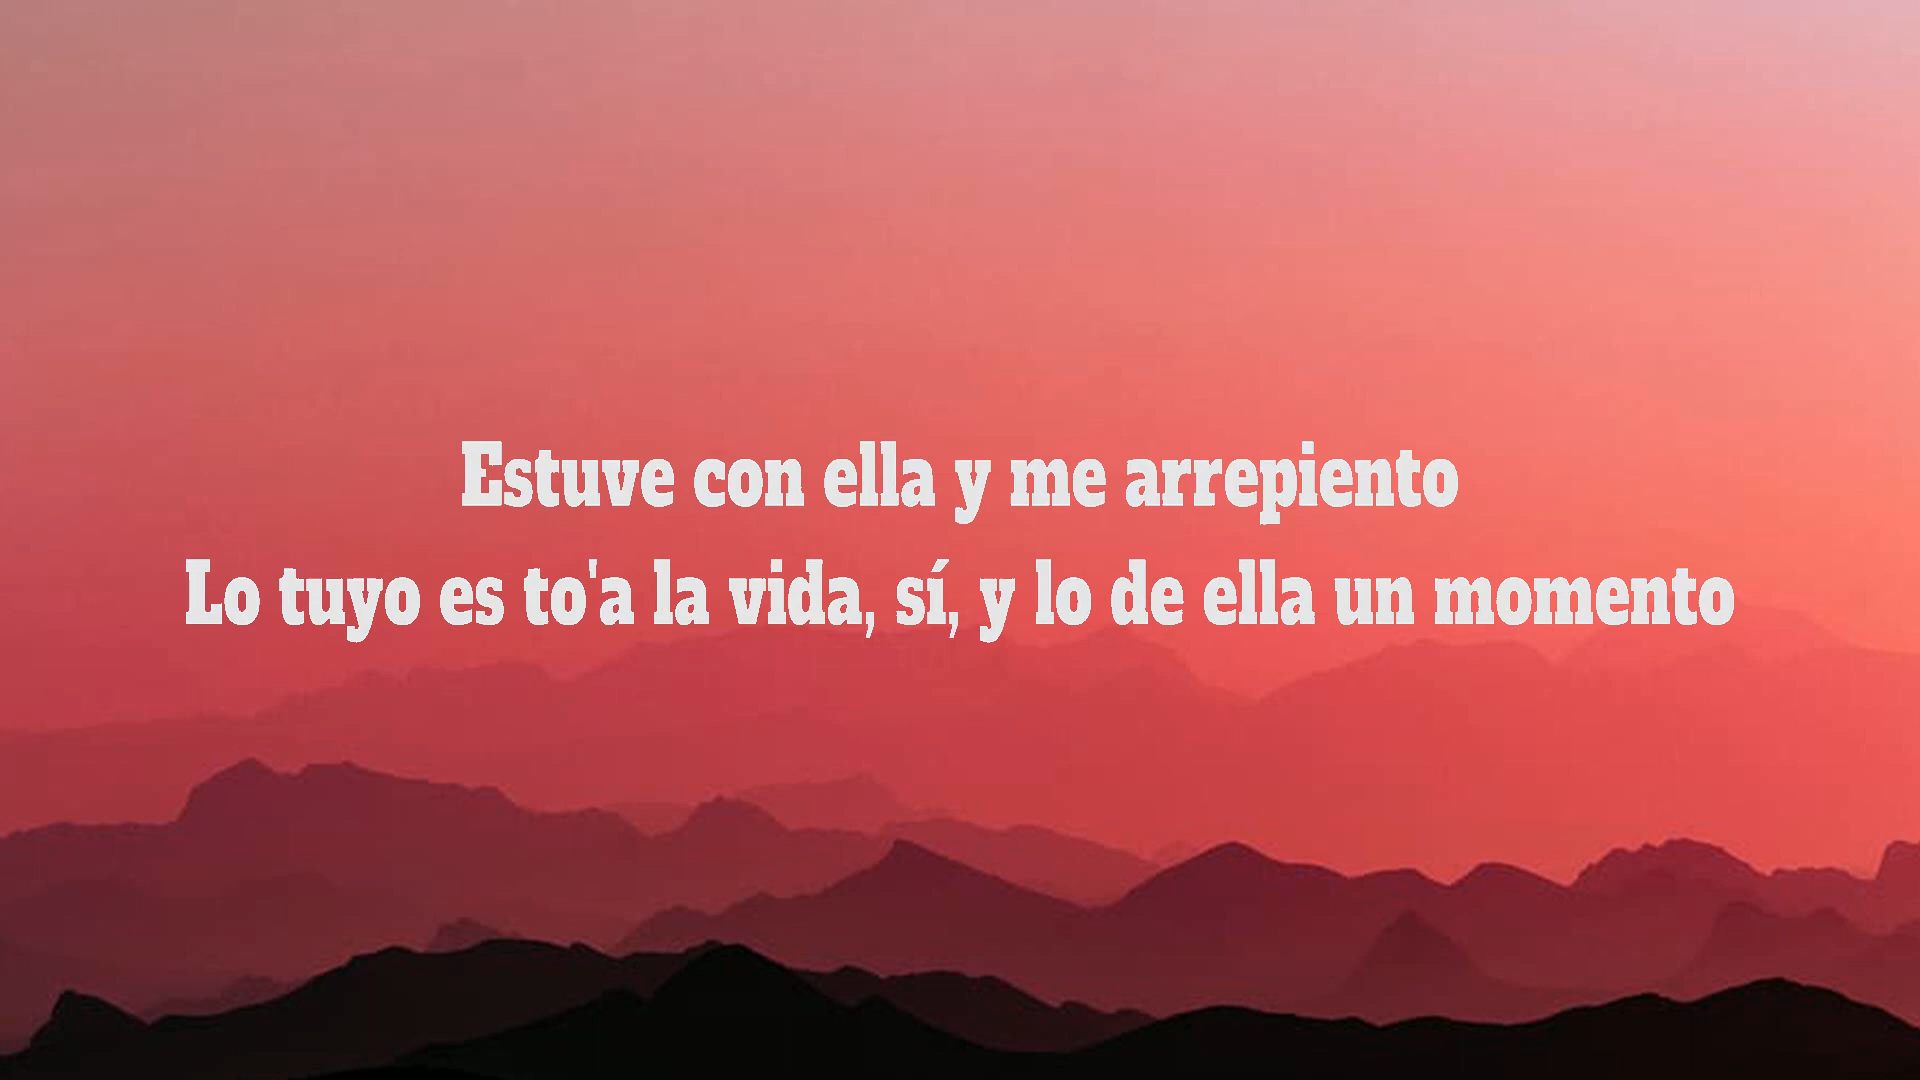 Estuve con ella y me arrepiento
Lo tuyo es to'a la vida, sí, y lo de ella un momento